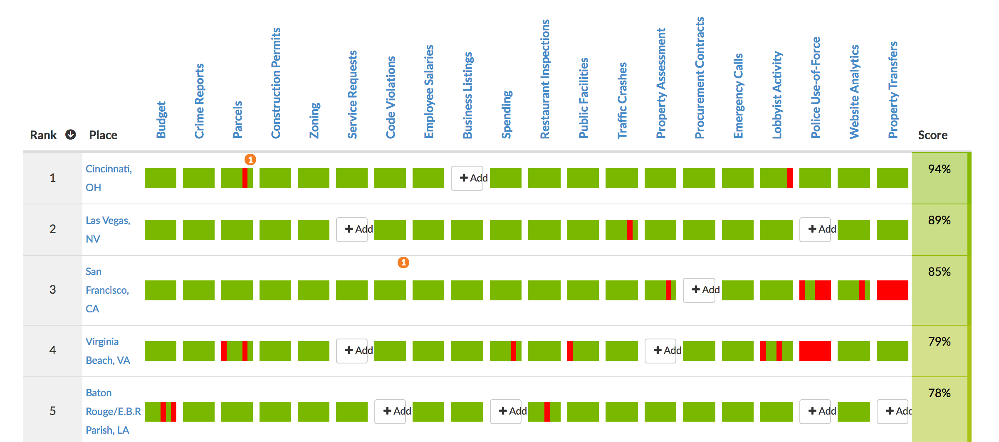 Rank Place Budget Crime Reports Parcels Construction Permits Zoning Service Requests Code Violations Employee Salaries Business Listings Spending Restaurant Inspections Public Facilities Traffic Crashes Property Assessment Procurement Contracts Emergency Calls Lobbyist Activity Police Use-of-Force Website Analytics Property Transfers Score
1
1 Cincinnati, + Add 94%
OH
2 Las Vegas, + Add + Add 89%
NV
1
San 85%
3 Francisco, + Add
CA
4 Virginia + Add + Add 79%
Beach, VA
Baton 78%
5 Rouge/E.B.R + Add + Add + Add + Add
Parish, LA